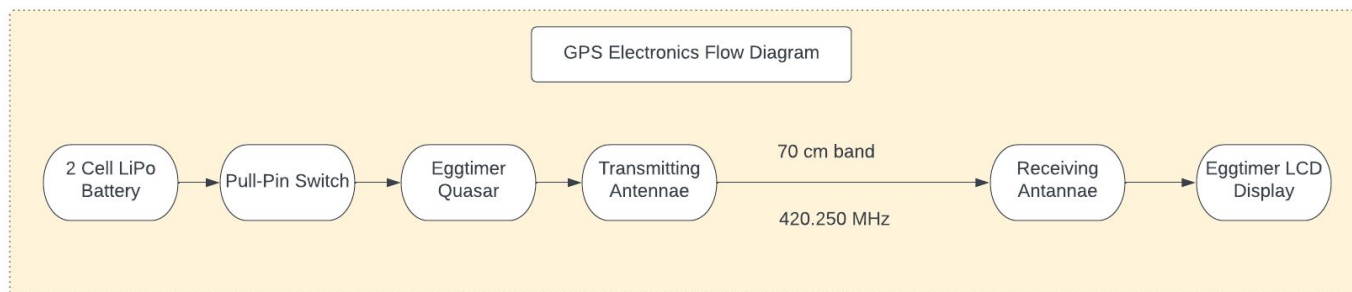 GPS Electronics Flow Diagram
2 Cell LiPo
Battery
Pull-Pin Switch
Eggtimer
Quasar
Transmitting
Antennae
70 cm band
420.250 MHz
Receiving
Antannae
Eggtimer LCD
Display